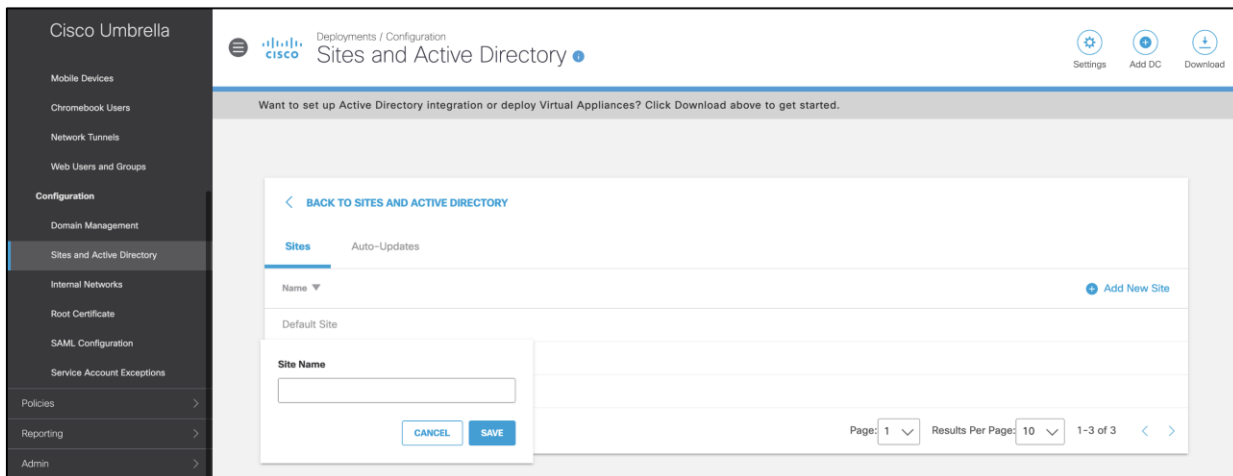 Cisco Umbrella
Mobile Devices
Chromebook Users
Network Tunnels
Web Users and Groups
Configuration
Domain Management
Sites and Active Directory
Internal Networks
Root Certificate
SAML Configuration
Service Account Exceptions
Policies
Reporting
Admin
CISCO
Deployments / Configuration
Sites and Active Directory
Settings
Add DC
Download
Want to set up Active Directory integration or deploy Virtual Appliances? Click Download above to get started.
BACK TO SITES AND ACTIVE DIRECTORY
Sites Auto-Updates
Name Add New Site
Default Site
Site Name
CANCEL SAVE
Page: 1 Results Per Page: 10 1-3 of 3